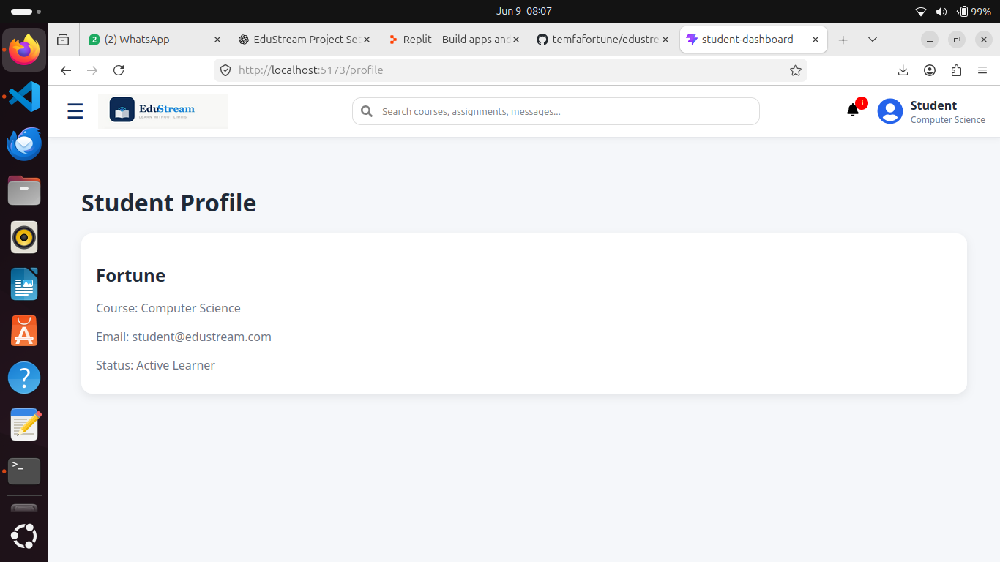 Jun 9 08:07
99%
2
(2) WhatsApp
EduStream Project Se
Replit – Build apps and
temfafortune/edustre
student-dashboard
http://localhost:5173/profile
EduStream
LEARN WITHOUT LIMITS
Search courses, assignments, messages...
3
Student
Computer Science
Student Profile
Fortune
Course: Computer Science
Email: student@edustream.com
Status: Active Learner